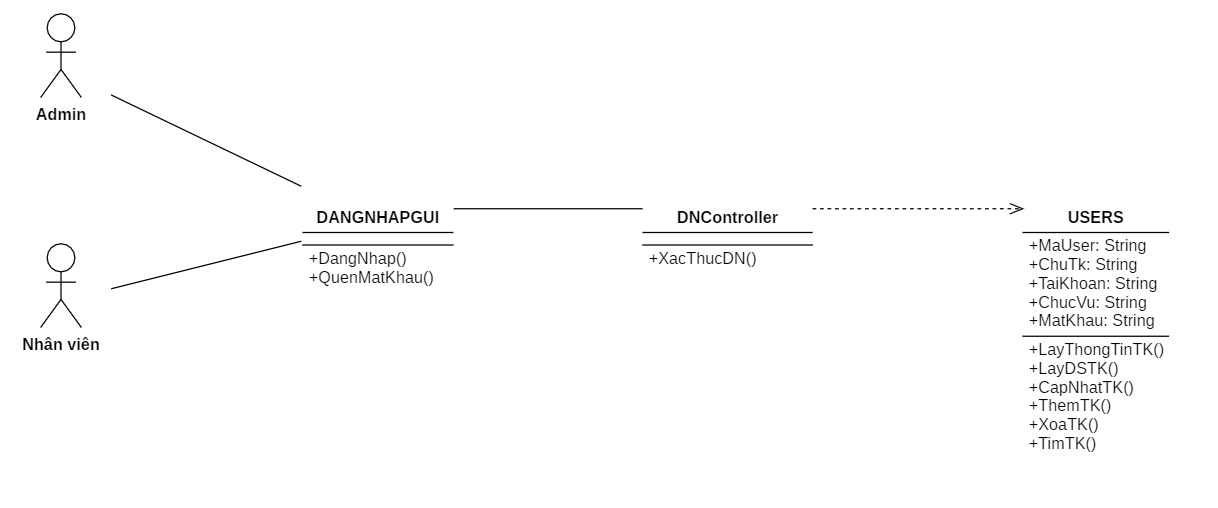 Admin
Nhân viên
DANGNHAPGUI
+DangNhap()
+QuenMatKhau()
DNController
+XacThucDN()
USERS
+MaUser: String
+ChuTk: String
+TaiKhoan: String
+ChucVu: String
+MatKhau: String
+LayThongTinTK()
+LayDSTK()
+CapNhatTK()
+ThemTK()
+XoaTK()
+TimTK()